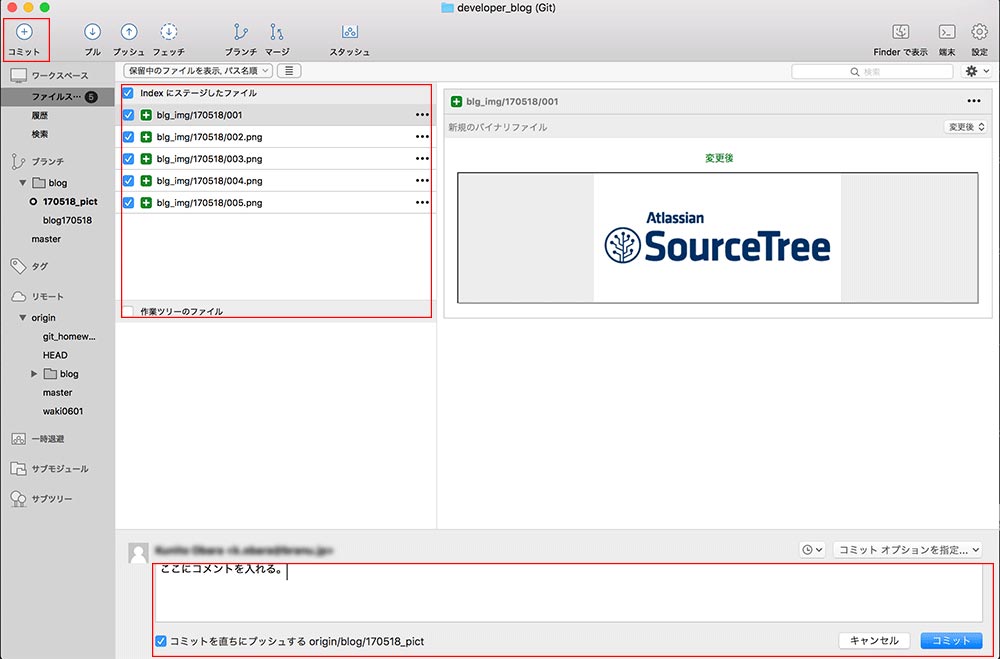 developer_blog (Git)
コミット プル プッシュ フェッチ ブランチ マージ スタッシュ Finder で表示 端末 設定
ワークスペース
ファイルス… 5
履歴
検索
ブランチ
blog
170518_pict
blog170518
master
タグ
リモート
origin
git_homew...
HEAD
blog
master
waki0601
一時退避
サブモジュール
サブツリー
保留中のファイルを表示, パス名順
検索
Index にステージしたファイル
blg_img/170518/001
blg_img/170518/002.png
blg_img/170518/003.png
blg_img/170518/004.png
blg_img/170518/005.png
作業ツリーのファイル
blg_img/170518/001
新規のバイナリファイル 変更後
変更後
Atlassian
SourceTree
コミット オプションを指定...
ここにコメントを入れる。
コミットを直ちにプッシュする origin/blog/170518_pict
キャンセル コミット